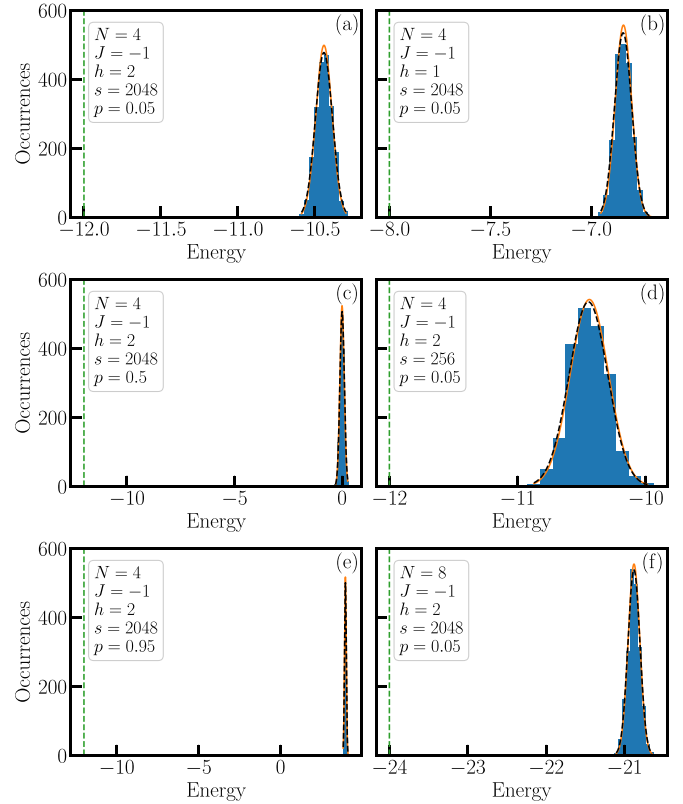 600
400
200
0
Occurrences
(a)
N = 4
J = −1
h = 2
s = 2048
p = 0.05
−12.0 −11.5 −11.0 −10.5
Energy
(b)
N = 4
J = −1
h = 1
s = 2048
p = 0.05
−8.0 −7.5 −7.0
Energy
600
400
200
0
Occurrences
(c)
N = 4
J = −1
h = 2
s = 2048
p = 0.5
−10 −5 0
Energy
(d)
N = 4
J = −1
h = 2
s = 256
p = 0.05
−12 −11 −10
Energy
600
400
200
0
Occurrences
(e)
N = 4
J = −1
h = 2
s = 2048
p = 0.95
−10 −5 0
Energy
(f)
N = 8
J = −1
h = 2
s = 2048
p = 0.05
−24 −23 −22 −21
Energy